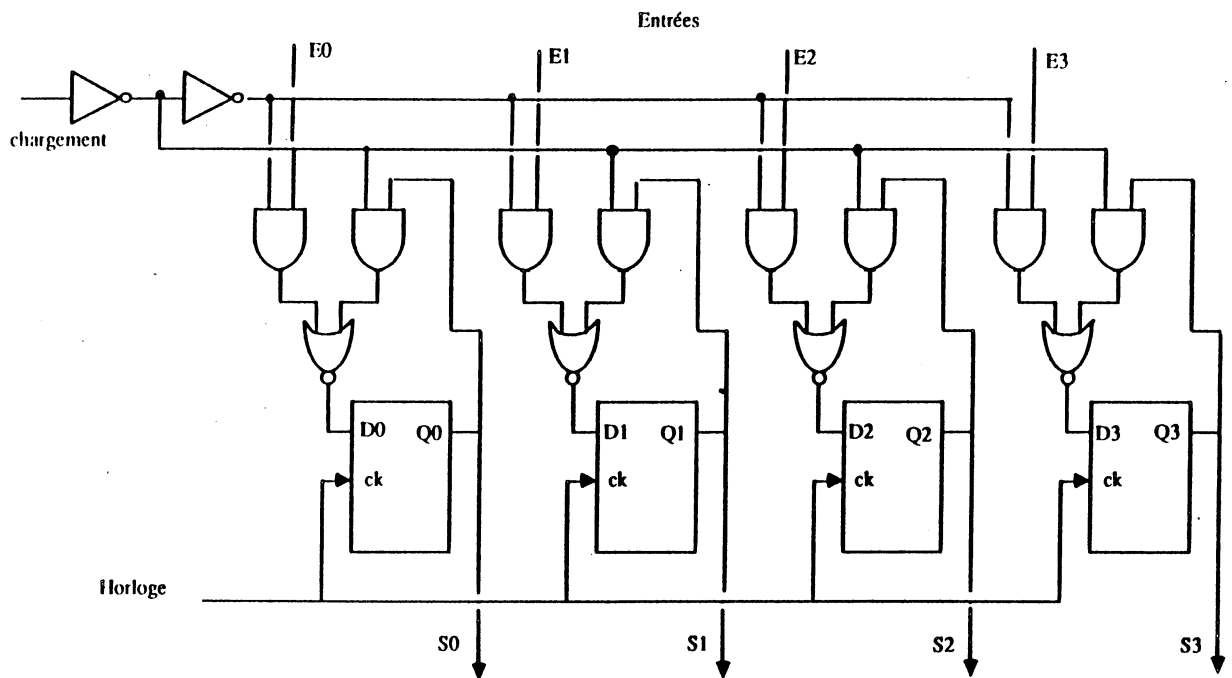 Entrées
E0
E1
E2
E3
chargement
D0 Q0
D1 Q1
D2 Q2
D3 Q3
ck
ck
ck
ck
Horloge
S0
S1
S2
S3